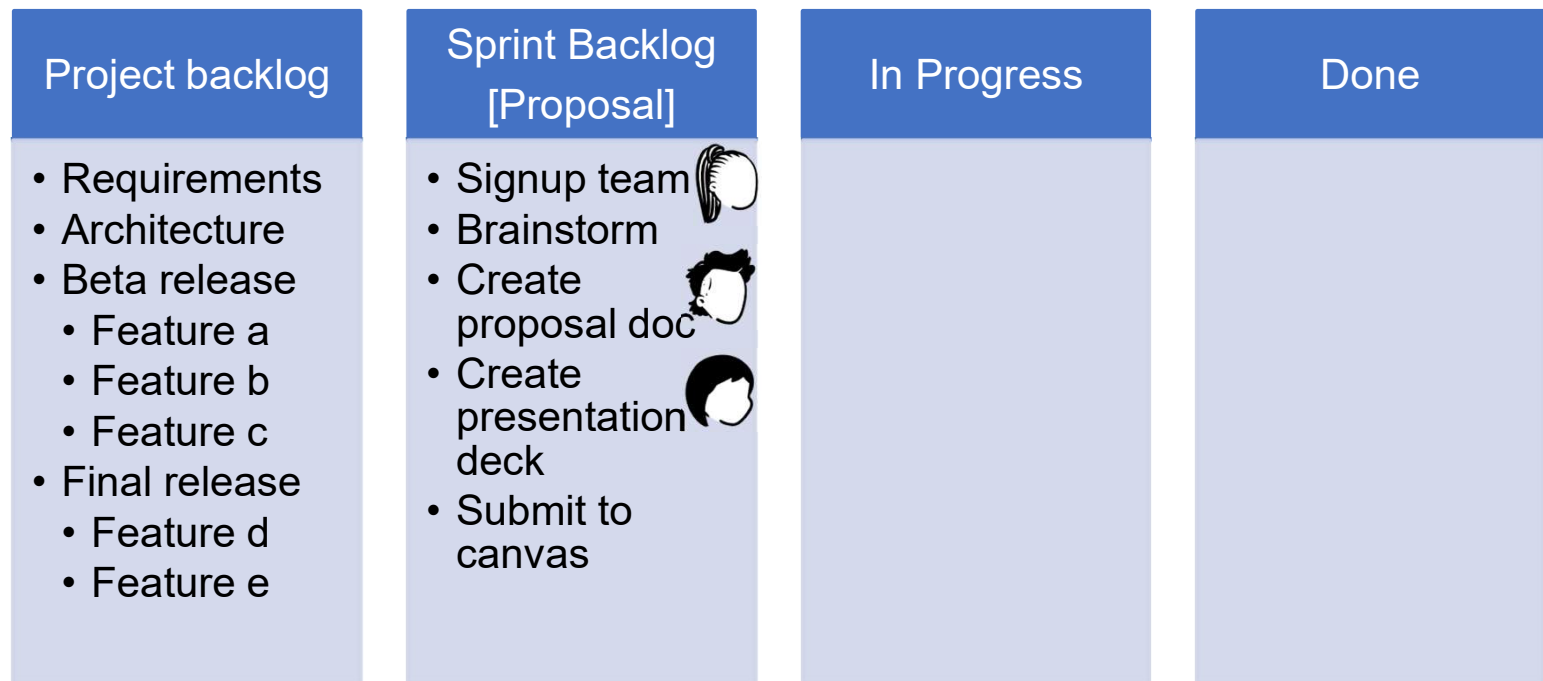 Project backlog
• Requirements
• Architecture
• Beta release
• Feature a
• Feature b
• Feature c
• Final release
• Feature d
• Feature e
Sprint Backlog
[Proposal]
• Signup team
• Brainstorm
• Create
proposal doc
• Create
presentation
deck
• Submit to
canvas
In Progress
Done